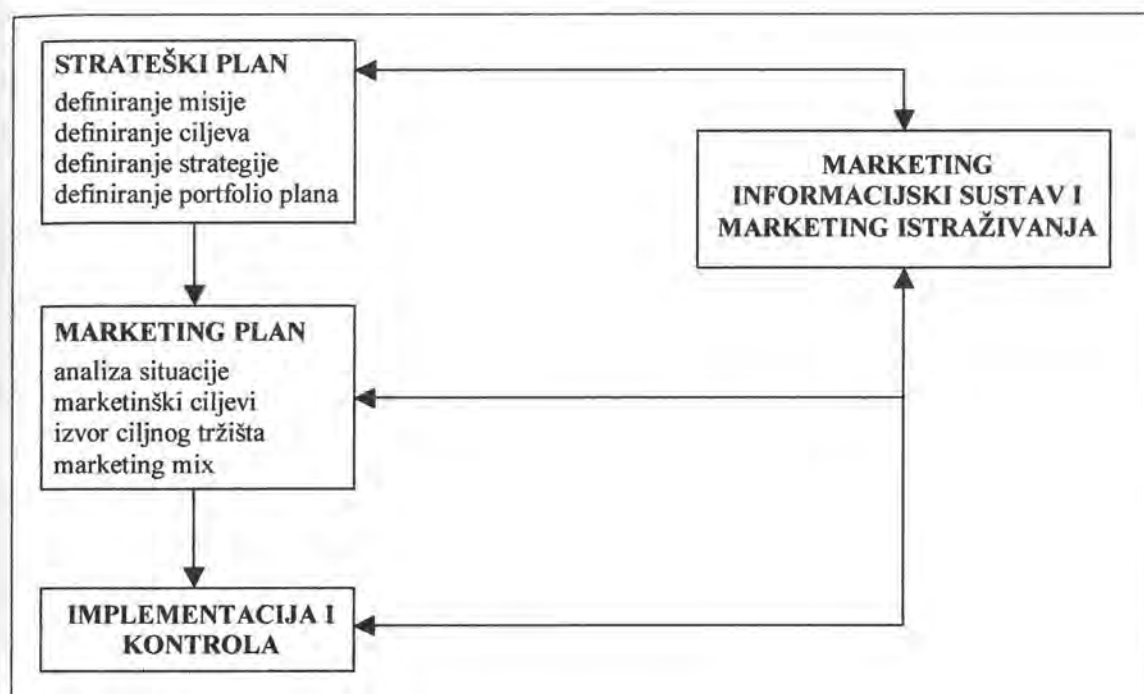 STRATEŠKI PLAN
definiranje misije
definiranje ciljeva
definiranje strategije
definiranje portfolio plana
MARKETING
INFORMACIJSKI SUSTAV I
MARKETING ISTRAŽIVANJA
MARKETING PLAN
analiza situacije
marketinški ciljevi
izvor ciljnog tržišta
marketing mix
IMPLEMENTACIJA I
KONTROLA